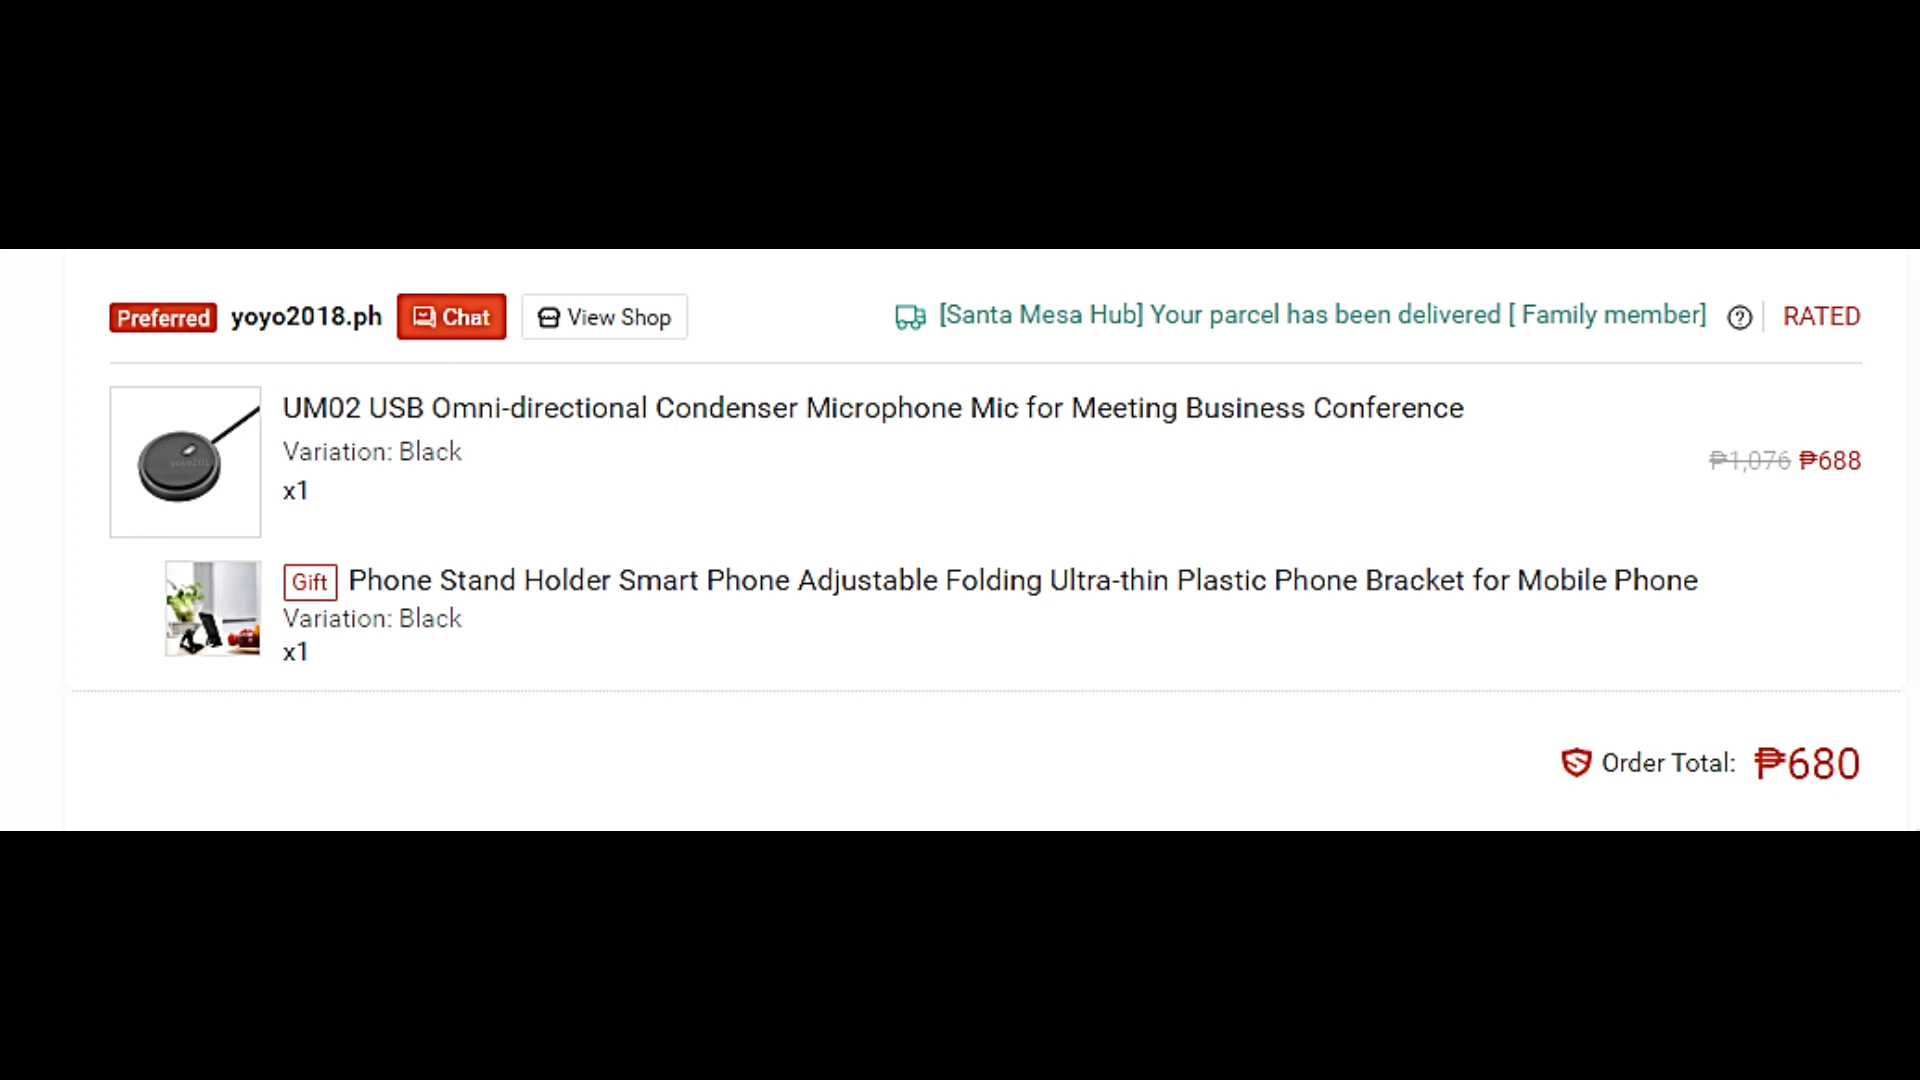 Preferred yoyo2018.ph Chat View Shop [Santa Mesa Hub] Your parcel has been delivered [ Family member] RATED
UM02 USB Omni-directional Condenser Microphone Mic for Meeting Business Conference
Variation: Black
₱1,076 ₱688
x1
Gift Phone Stand Holder Smart Phone Adjustable Folding Ultra-thin Plastic Phone Bracket for Mobile Phone
Variation: Black
x1
Order Total: ₱680